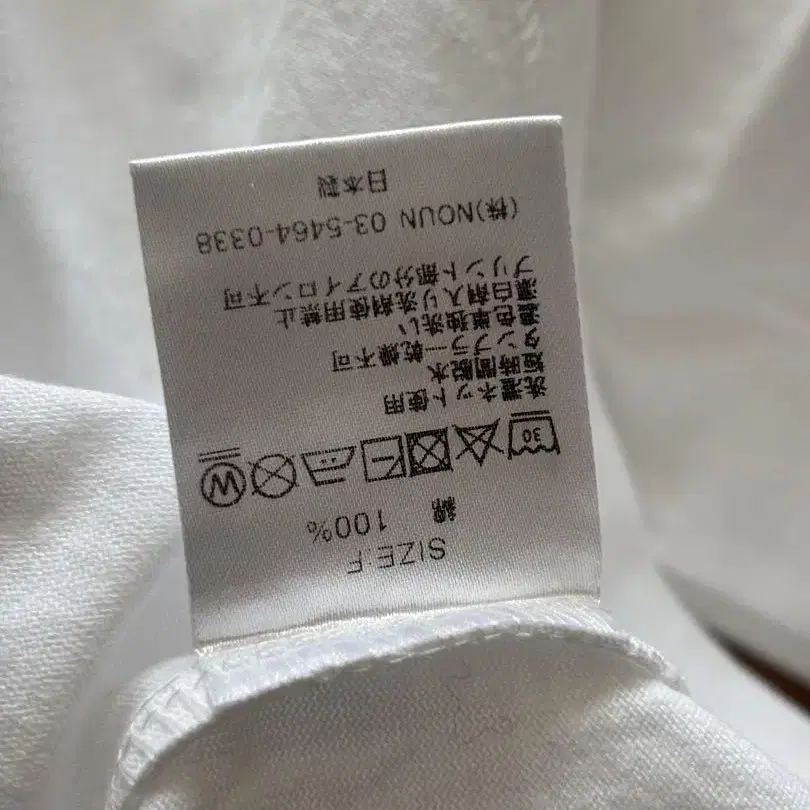 SIZE:F
綿 100%
30 W
洗濯ネット使用
短時間脱水
タンブラー乾燥不可
濃色単独洗い
漂白剤入り洗剤使用禁止
プリント部分のアイロン不可
(株)NOUN 03-5464-0338
日本製